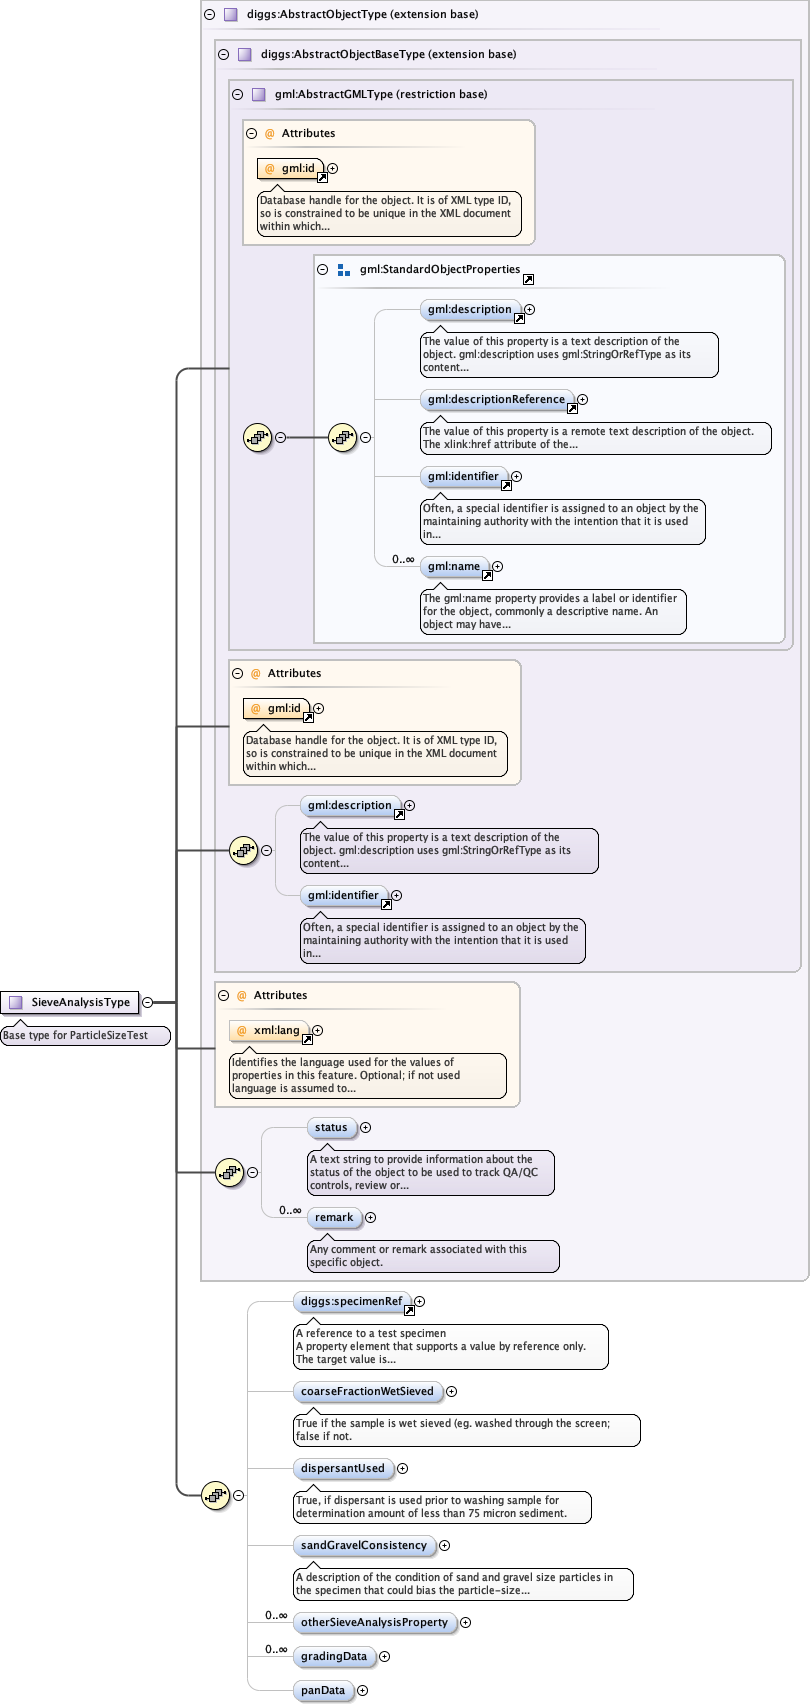 diggs:AbstractObjectType (extension base)
diggs:AbstractObjectBaseType (extension base)
gml:AbstractGMLType (restriction base)
@ Attributes
@ gml:id
Database handle for the object. It is of XML type ID,
so is constrained to be unique in the XML document
within which...
gml:StandardObjectProperties
gml:description
The value of this property is a text description of the
object. gml:description uses gml:StringOrRefType as its
content...
gml:descriptionReference
The value of this property is a remote text description of the object.
The xlink:href attribute of the...
gml:identifier
Often, a special identifier is assigned to an object by the
maintaining authority with the intention that it is used
in...
0..∞
gml:name
The gml:name property provides a label or identifier
for the object, commonly a descriptive name. An
object may have...
@ Attributes
@ gml:id
Database handle for the object. It is of XML type ID,
so is constrained to be unique in the XML document
within which...
gml:description
The value of this property is a text description of the
object. gml:description uses gml:StringOrRefType as its
content...
gml:identifier
Often, a special identifier is assigned to an object by the
maintaining authority with the intention that it is used
in...
SieveAnalysisType
Base type for ParticleSizeTest
@ Attributes
@ xml:lang
Identifies the language used for the values of
properties in this feature. Optional; if not used
language is assumed to...
status
A text string to provide information about the
status of the object to be used to track QA/QC
controls, review or...
0..∞
remark
Any comment or remark associated with this
specific object.
diggs:specimenRef
A reference to a test specimen
A property element that supports a value by reference only.
The target value is...
coarseFractionWetSieved
True if the sample is wet sieved (eg. washed through the screen;
false if not.
dispersantUsed
True, if dispersant is used prior to washing sample for
determination amount of less than 75 micron sediment.
sandGravelConsistency
A description of the condition of sand and gravel size particles in
the specimen that could bias the particle-size...
0..∞
otherSieveAnalysisProperty
0..∞
gradingData
panData